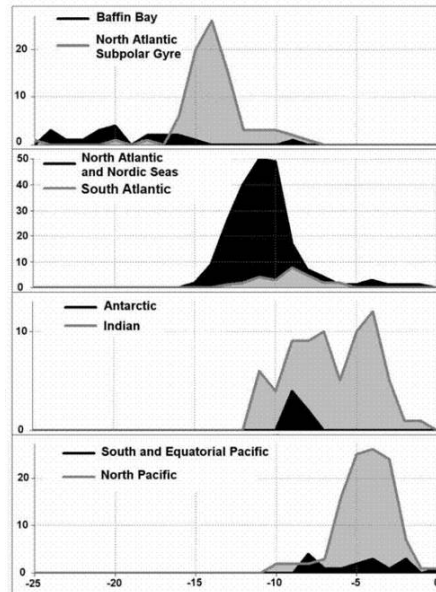 Baffin Bay
North Atlantic
Subpolar Gyre
20
10
0
North Atlantic
and Nordic Seas
South Atlantic
50
40
30
20
10
0
Antarctic
Indian
10
0
South and Equatorial Pacific
North Pacific
20
10
0
-25
-20
-15
-10
-5
0